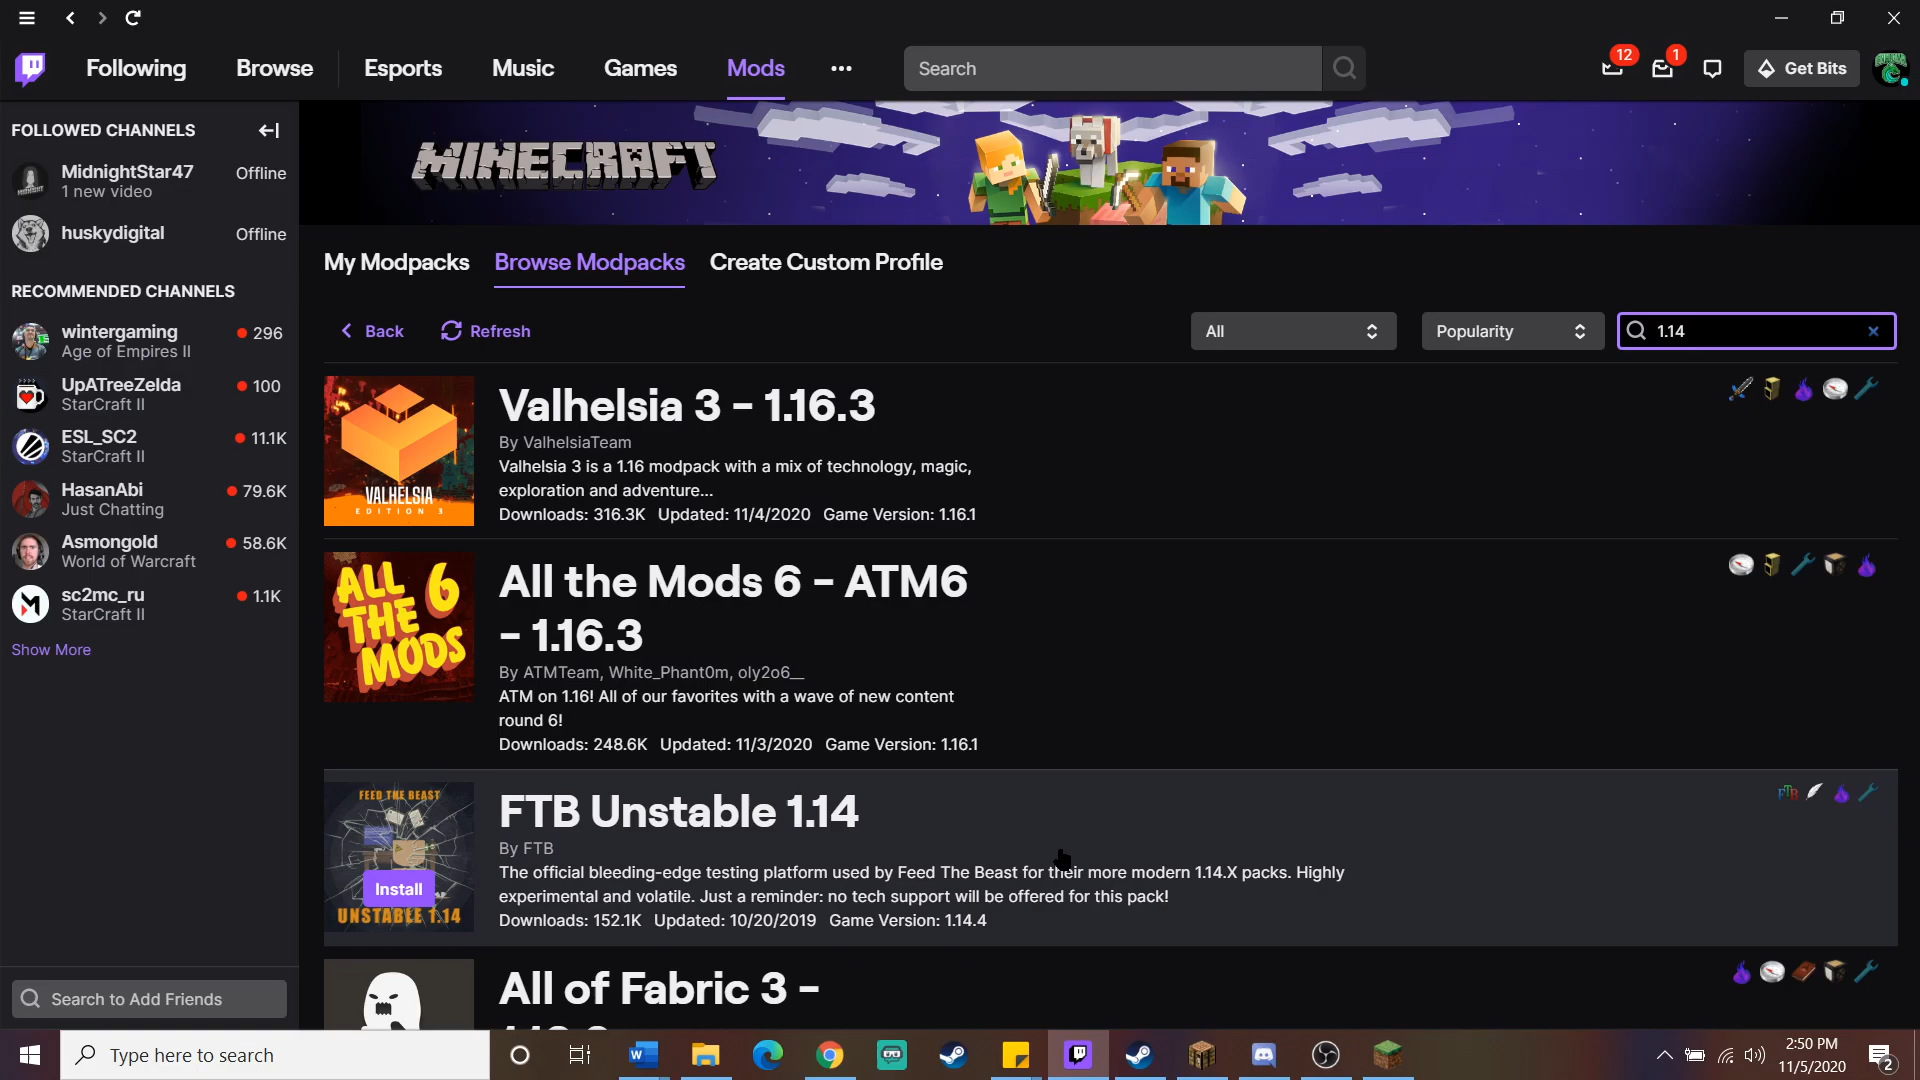 Following
Browse
Esports
Music
Games
Mods
Search
12
1
Get Bits
FOLLOWED CHANNELS
MidnightStar47
Offline
1 new video
huskydigital
Offline
RECOMMENDED CHANNELS
wintergaming
296
Age of Empires II
UpATreeZelda
100
StarCraft II
ESL_SC2
11.1K
StarCraft II
HasanAbi
79.6K
Just Chatting
Asmongold
58.6K
World of Warcraft
sc2mc_ru
1.1K
StarCraft II
Show More
Search to Add Friends
MINECRAFT
My Modpacks
Browse Modpacks
Create Custom Profile
Back
Refresh
All
Popularity
1.14
VALHELSIA
EDITION 3
Valhelsia 3 - 1.16.3
By ValhelsiaTeam
Valhelsia 3 is a 1.16 modpack with a mix of technology, magic,
exploration and adventure...
Downloads: 316.3K Updated: 11/4/2020 Game Version: 1.16.1
ALL
THE 6
MODS
All the Mods 6 - ATM6
- 1.16.3
By ATMTeam, White_Phant0m, oly2o6__
ATM on 1.16! All of our favorites with a wave of new content
round 6!
Downloads: 248.6K Updated: 11/3/2020 Game Version: 1.16.1
FEED THE BEAST
Install
UNSTABLE 1.14
FTB Unstable 1.14
By FTB
The official bleeding-edge testing platform used by Feed The Beast for their more modern 1.14.X packs. Highly
experimental and volatile. Just a reminder: no tech support will be offered for this pack!
Downloads: 152.1K Updated: 10/20/2019 Game Version: 1.14.4
FTB
All of Fabric 3 -
Type here to search
2:50 PM
11/5/2020
2